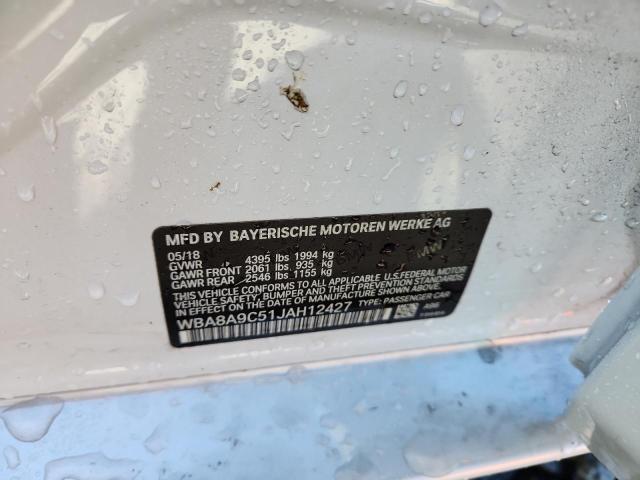 MFD BY BAYERISCHE MOTOREN WERKE AG
05/18
GVWR 4395 lbs 1994 kg
GAWR FRONT 2061 lbs 935 kg
GAWR REAR 2546 lbs 1155 kg
THIS VEHICLE CONFORMS TO ALL APPLICABLE U.S.FEDERAL MOTOR
VEHICLE SAFETY, BUMPER AND THEFT PREVENTION STANDARDS
IN EFFECT ON THE DATE OF MANUFACTURE SHOWN ABOVE.
WBA8A9C51JAH12427 TYPE: PASSENGER CAR